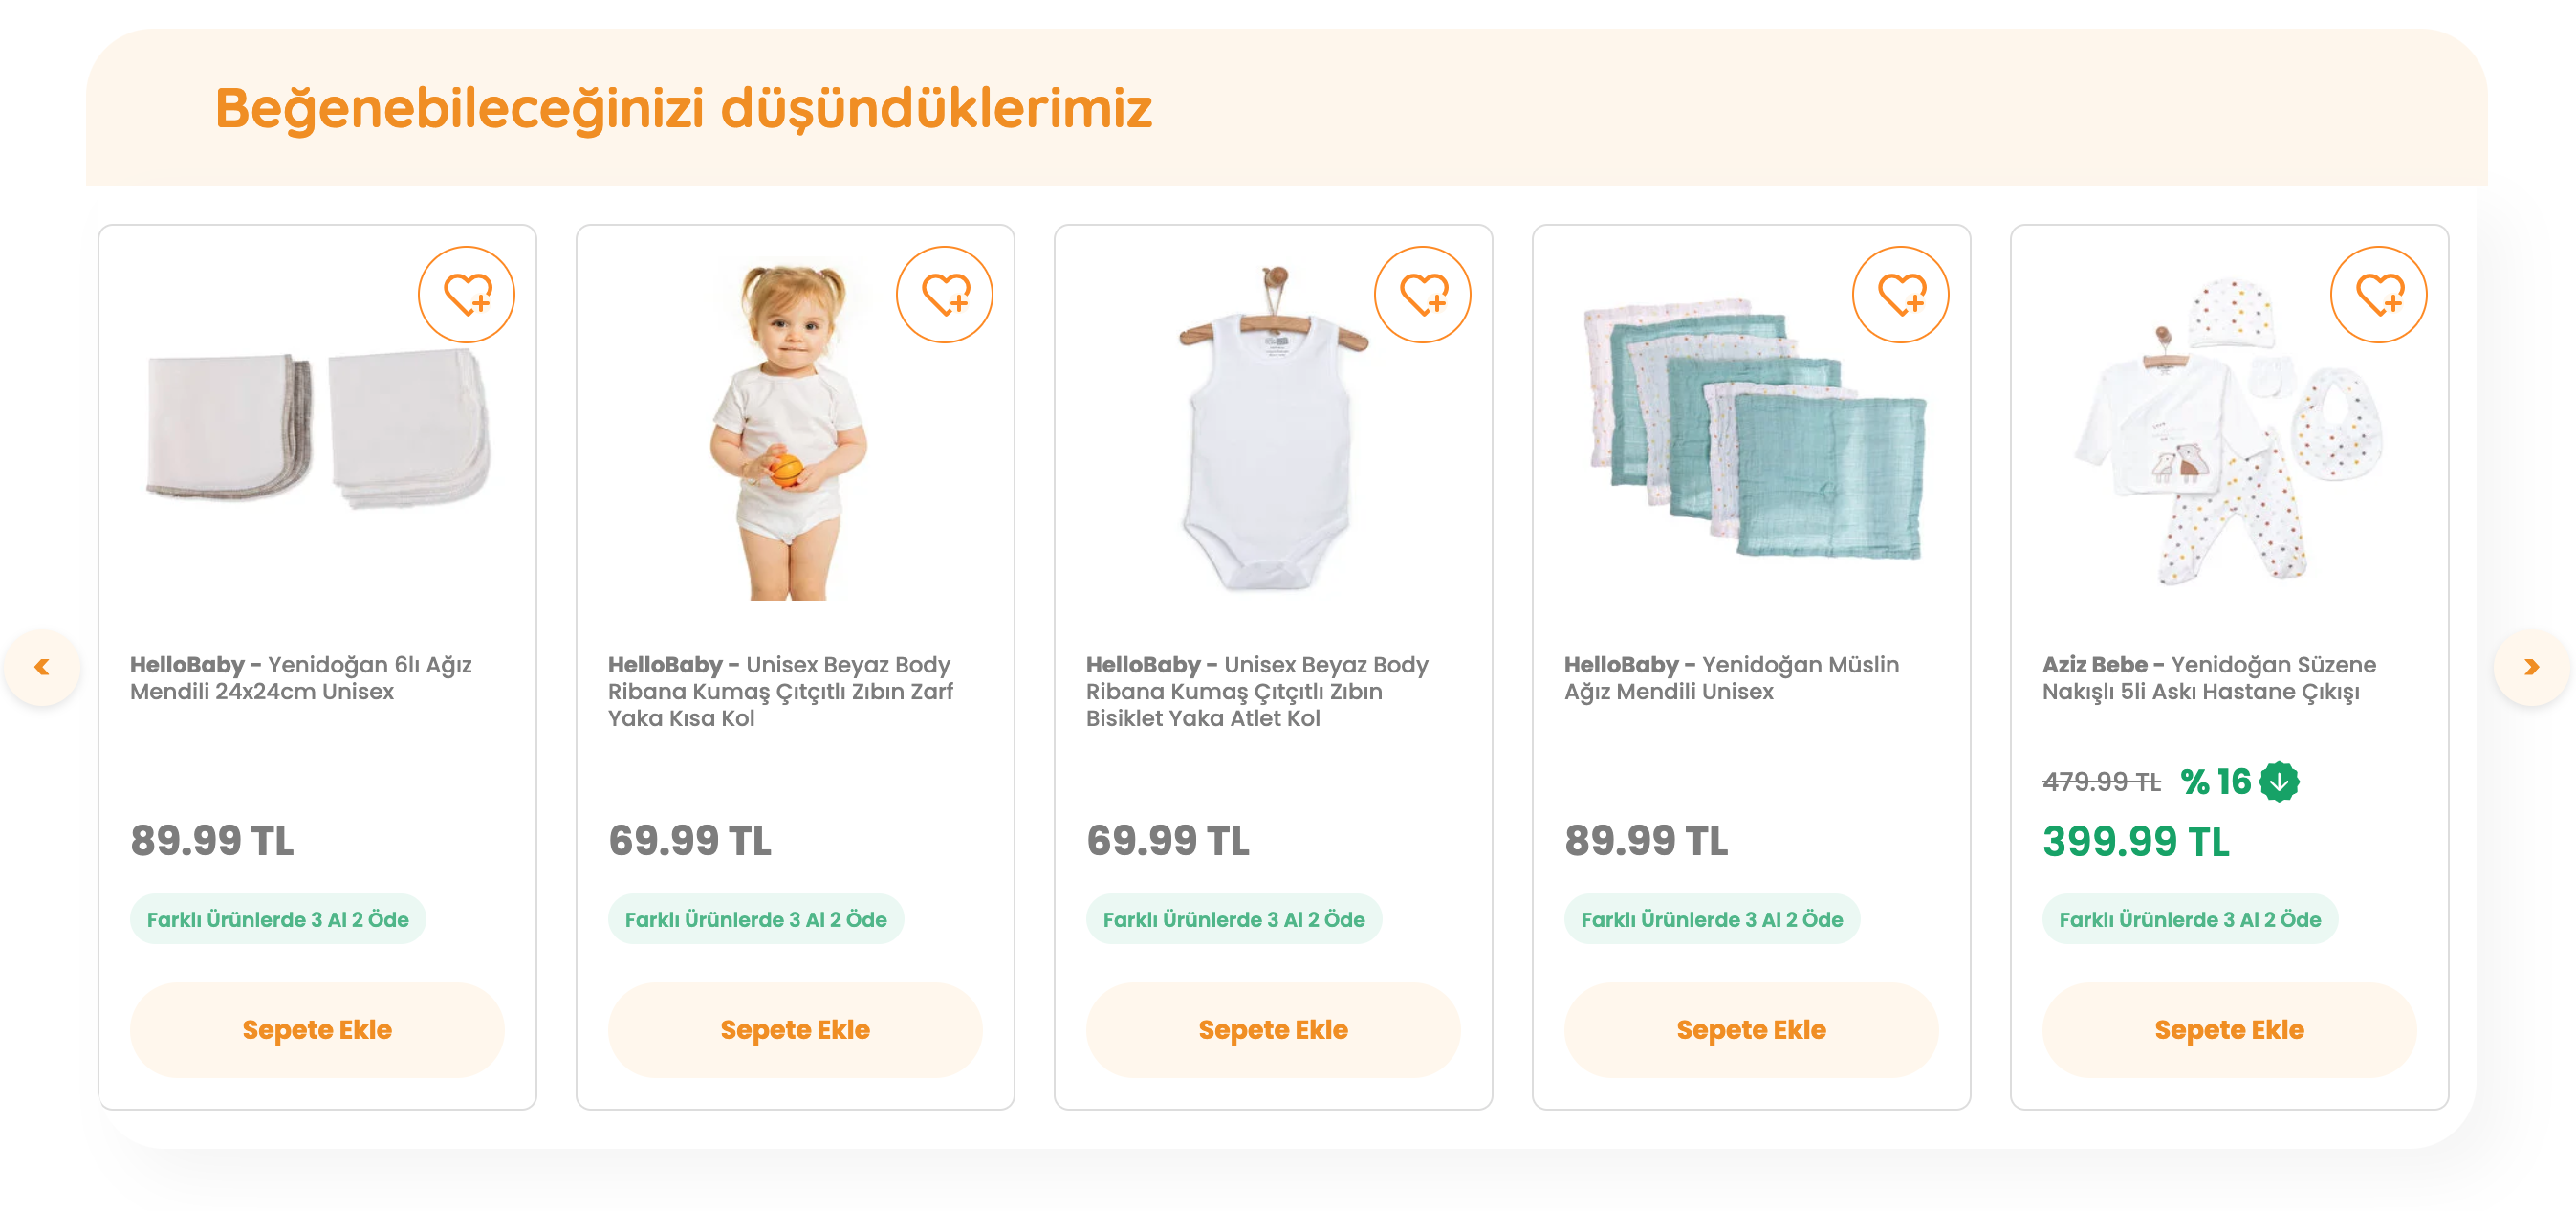 Beğenebileceğinizi düşündüklerimiz
HelloBaby - Yenidoğan 6lı Ağız
Mendili 24x24cm Unisex
89.99 TL
Farklı Ürünlerde 3 Al 2 Öde
Sepete Ekle
HelloBaby - Unisex Beyaz Body
Ribana Kumaş Çıtçıtlı Zıbın Zarf
Yaka Kısa Kol
69.99 TL
Farklı Ürünlerde 3 Al 2 Öde
Sepete Ekle
HelloBaby - Unisex Beyaz Body
Ribana Kumaş Çıtçıtlı Zıbın
Bisiklet Yaka Atlet Kol
69.99 TL
Farklı Ürünlerde 3 Al 2 Öde
Sepete Ekle
HelloBaby - Yenidoğan Müslin
Ağız Mendili Unisex
89.99 TL
Farklı Ürünlerde 3 Al 2 Öde
Sepete Ekle
Aziz Bebe - Yenidoğan Süzene
Nakışlı 5li Askı Hastane Çıkışı
479.99 TL % 16
399.99 TL
Farklı Ürünlerde 3 Al 2 Öde
Sepete Ekle